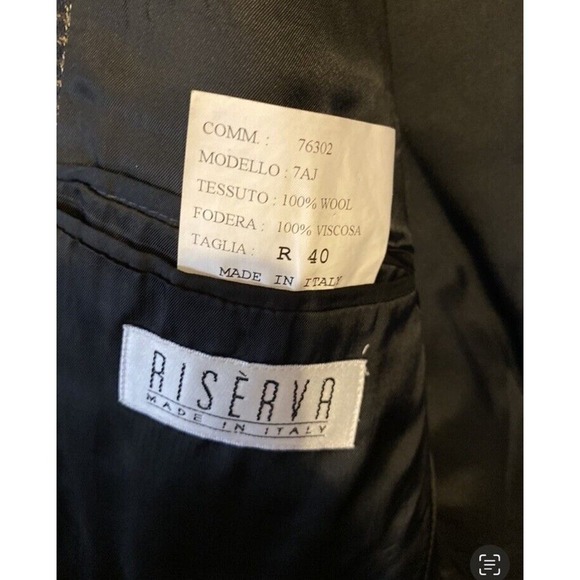 COMM. : 76302
MODELLO : 7AJ
TESSUTO : 100% WOOL
FODERA : 100% VISCOSA
TAGLIA : R 40
MADE IN ITALY
RISÈRVA
MADE IN ITALY